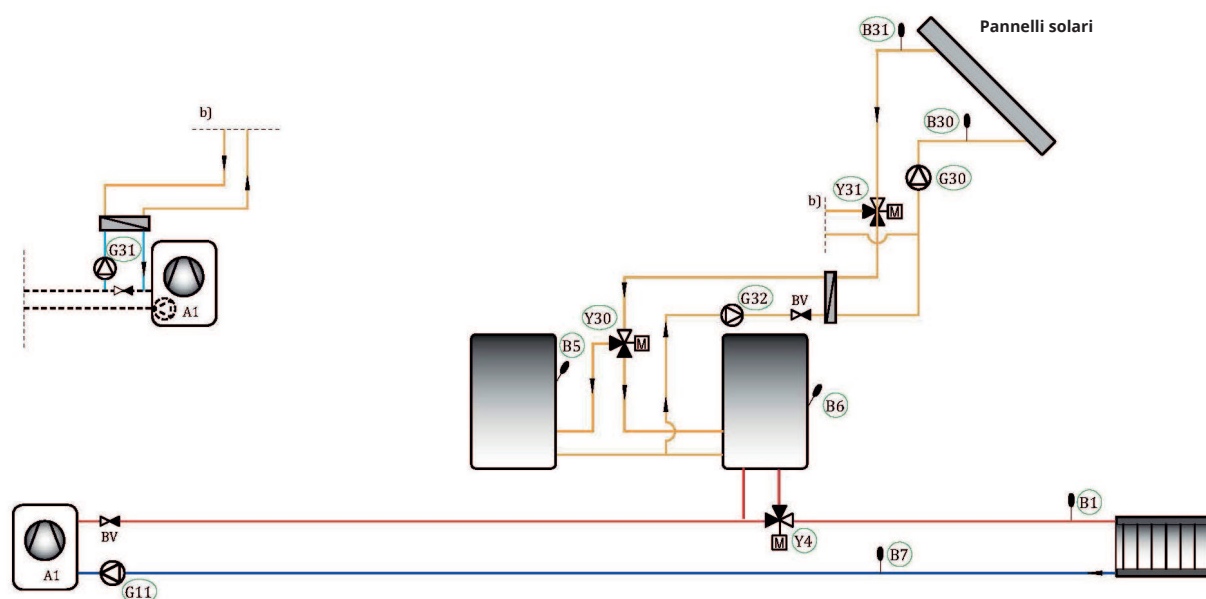 Pannelli solari
B31
b)
B30
G30
Y31
b)
M
G31
G32
BV
A1
Y30
M
B5
B6
B1
BV
Y4
M
B7
A1
G11